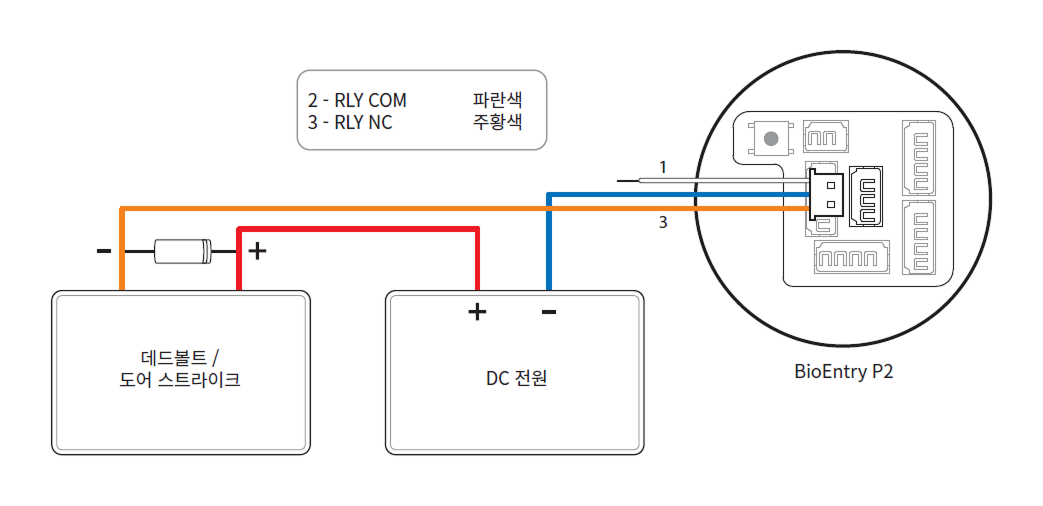 2 - RLY COM 파란색
3 - RLY NC 주황색
1
3
- +
+ -
데드볼트 /
도어 스트라이크
DC 전원
BioEntry P2